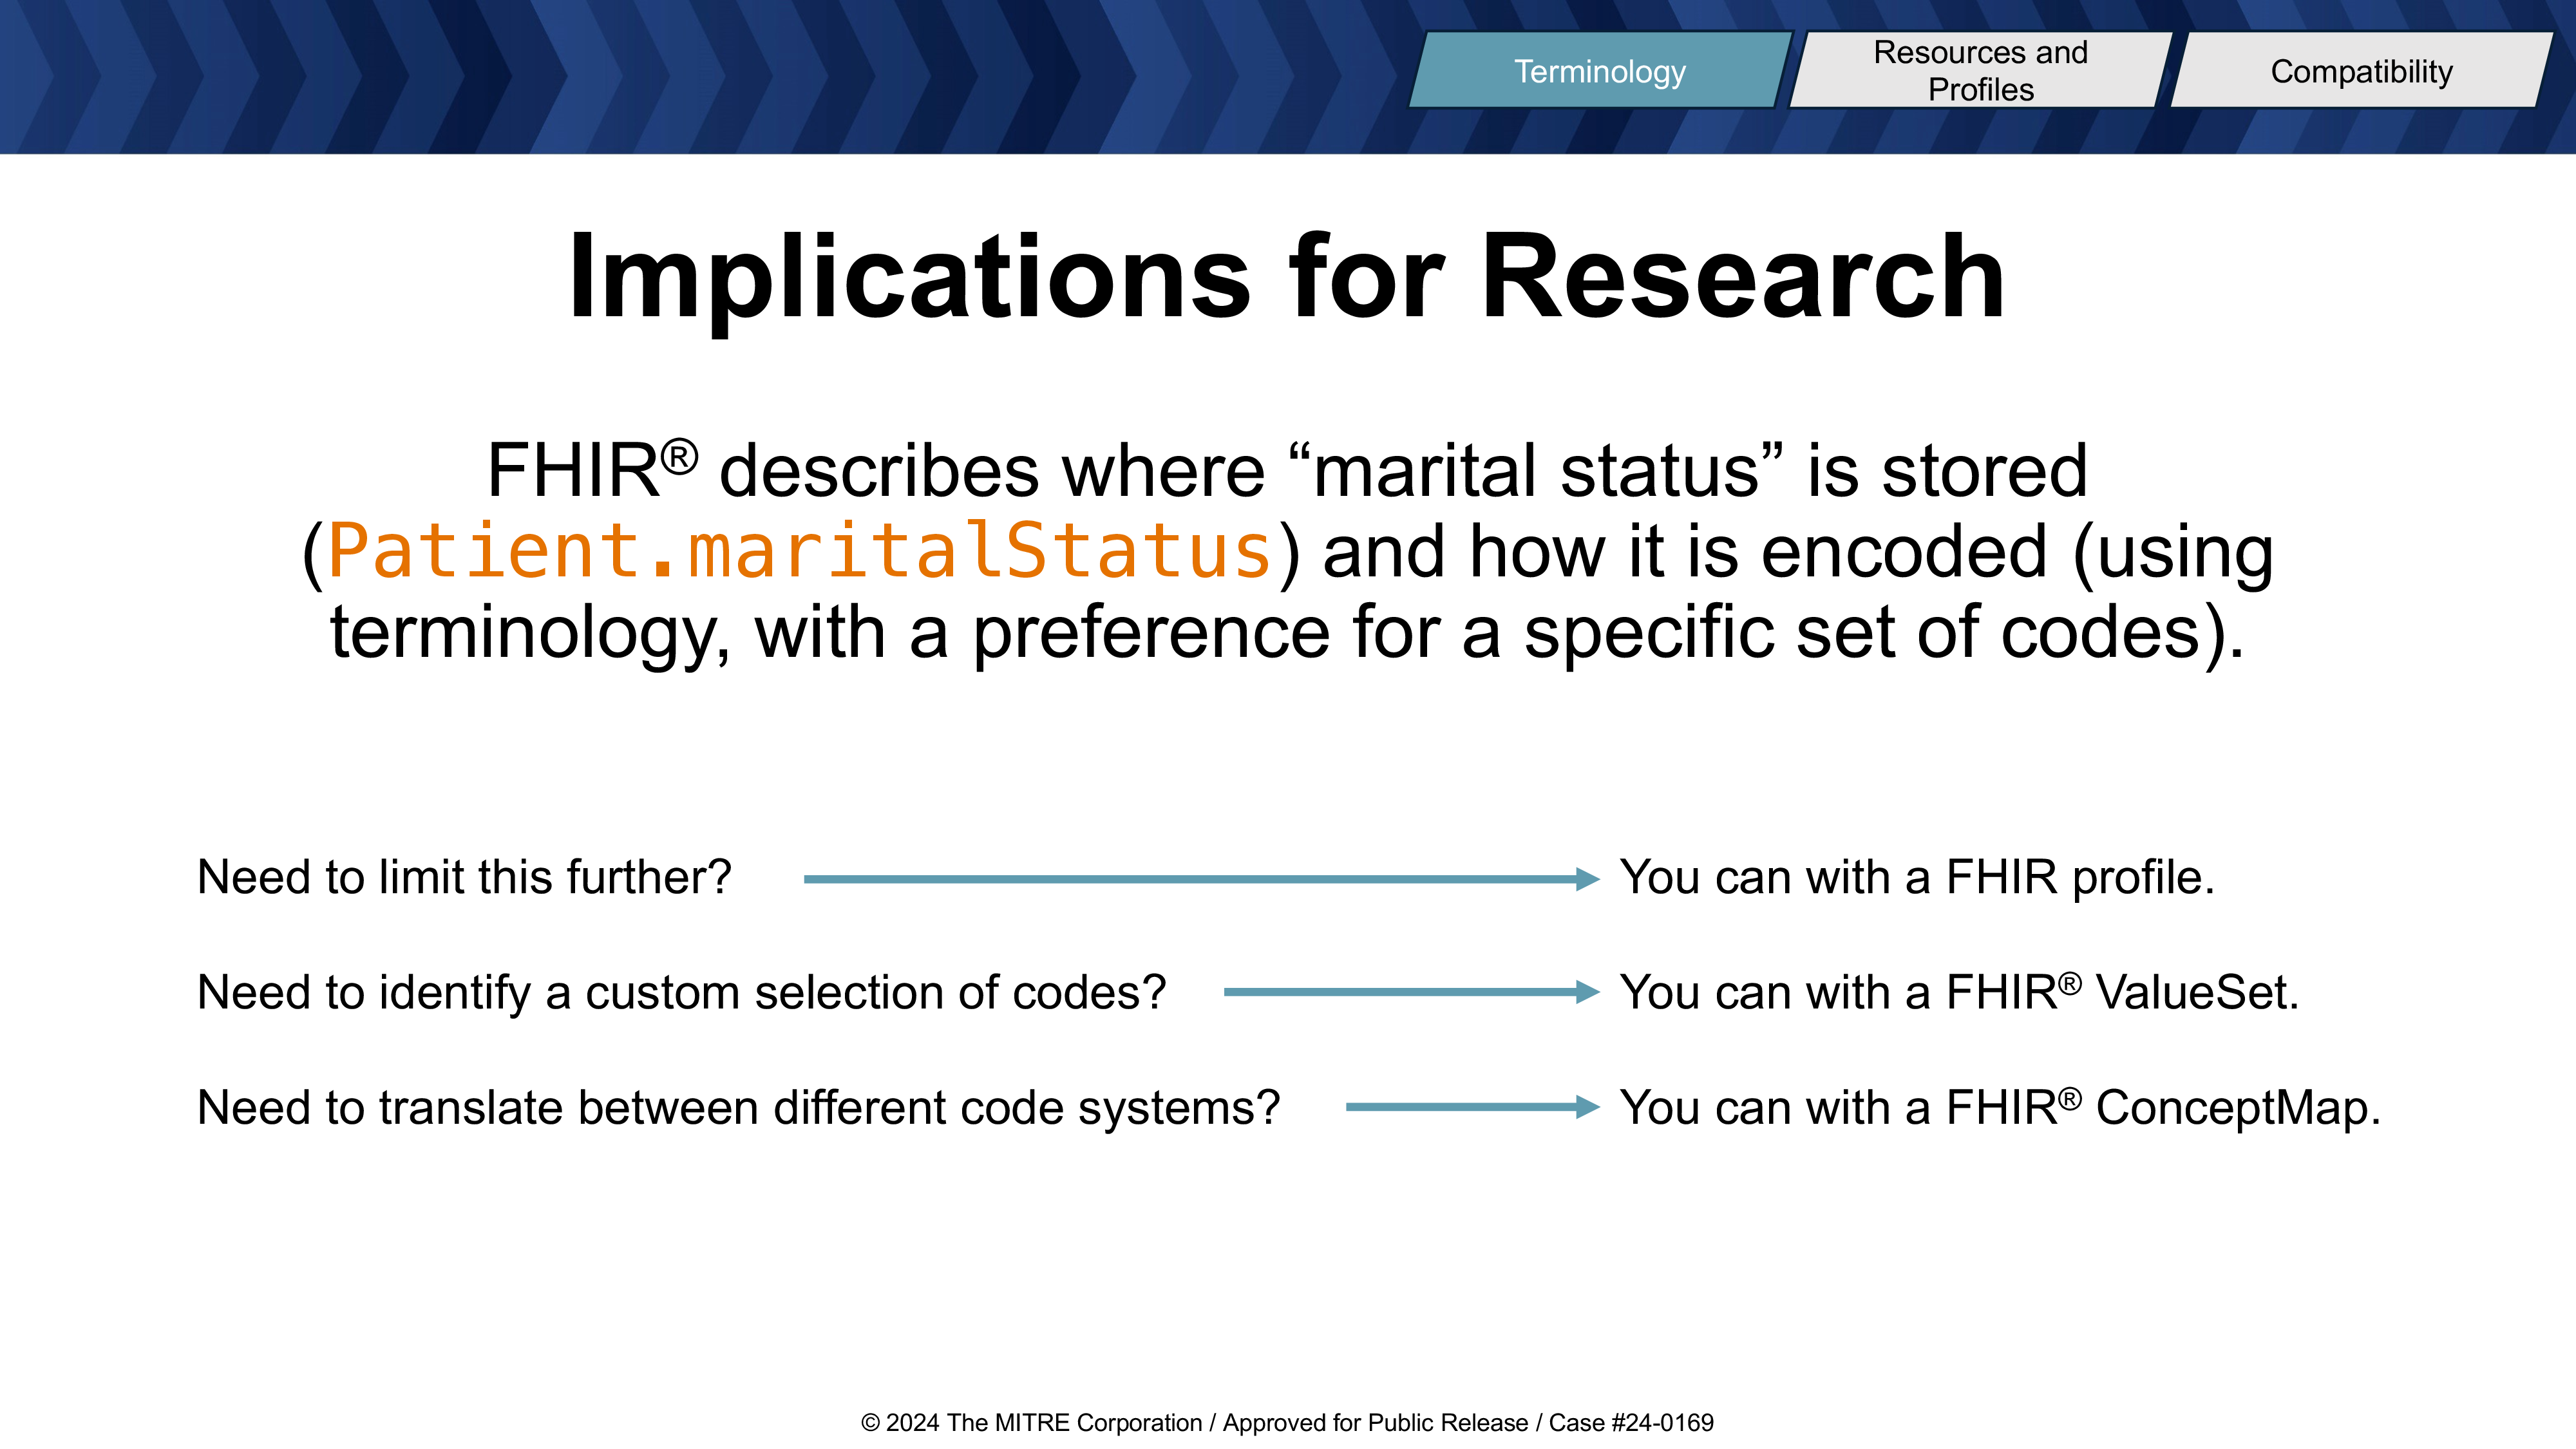 Terminology
Resources and
Profiles
Compatibility
Implications for Research
FHIR® describes where “marital status” is stored
(Patient.maritalStatus) and how it is encoded (using
terminology, with a preference for a specific set of codes).
Need to limit this further?
You can with a FHIR profile.
Need to identify a custom selection of codes?
You can with a FHIR® ValueSet.
Need to translate between different code systems?
You can with a FHIR® ConceptMap.
© 2024 The MITRE Corporation / Approved for Public Release / Case #24-0169